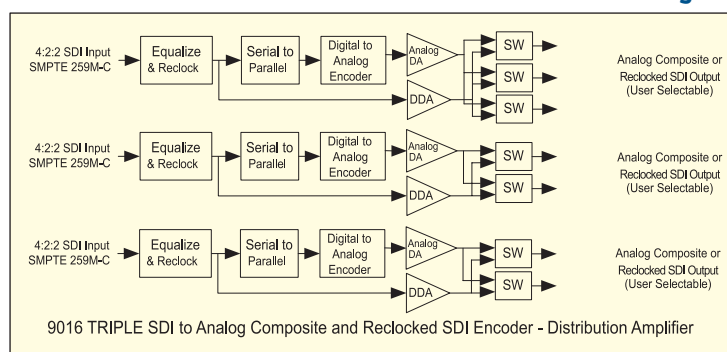 4:2:2 SDI Input
SMPTE 259M-C
Equalize
& Reclock
Serial to
Parallel
Digital to
Analog
Encoder
Analog
DA
DDA
SW
SW
SW
Analog Composite or
Reclocked SDI Output
(User Selectable)
4:2:2 SDI Input
SMPTE 259M-C
Equalize
& Reclock
Serial to
Parallel
Digital to
Analog
Encoder
Analog
DA
DDA
SW
SW
Analog Composite or
Reclocked SDI Output
(User Selectable)
4:2:2 SDI Input
SMPTE 259M-C
Equalize
& Reclock
Serial to
Parallel
Digital to
Analog
Encoder
Analog
DA
DDA
SW
SW
Analog Composite or
Reclocked SDI Output
(User Selectable)
9016 TRIPLE SDI to Analog Composite and Reclocked SDI Encoder - Distribution Amplifier